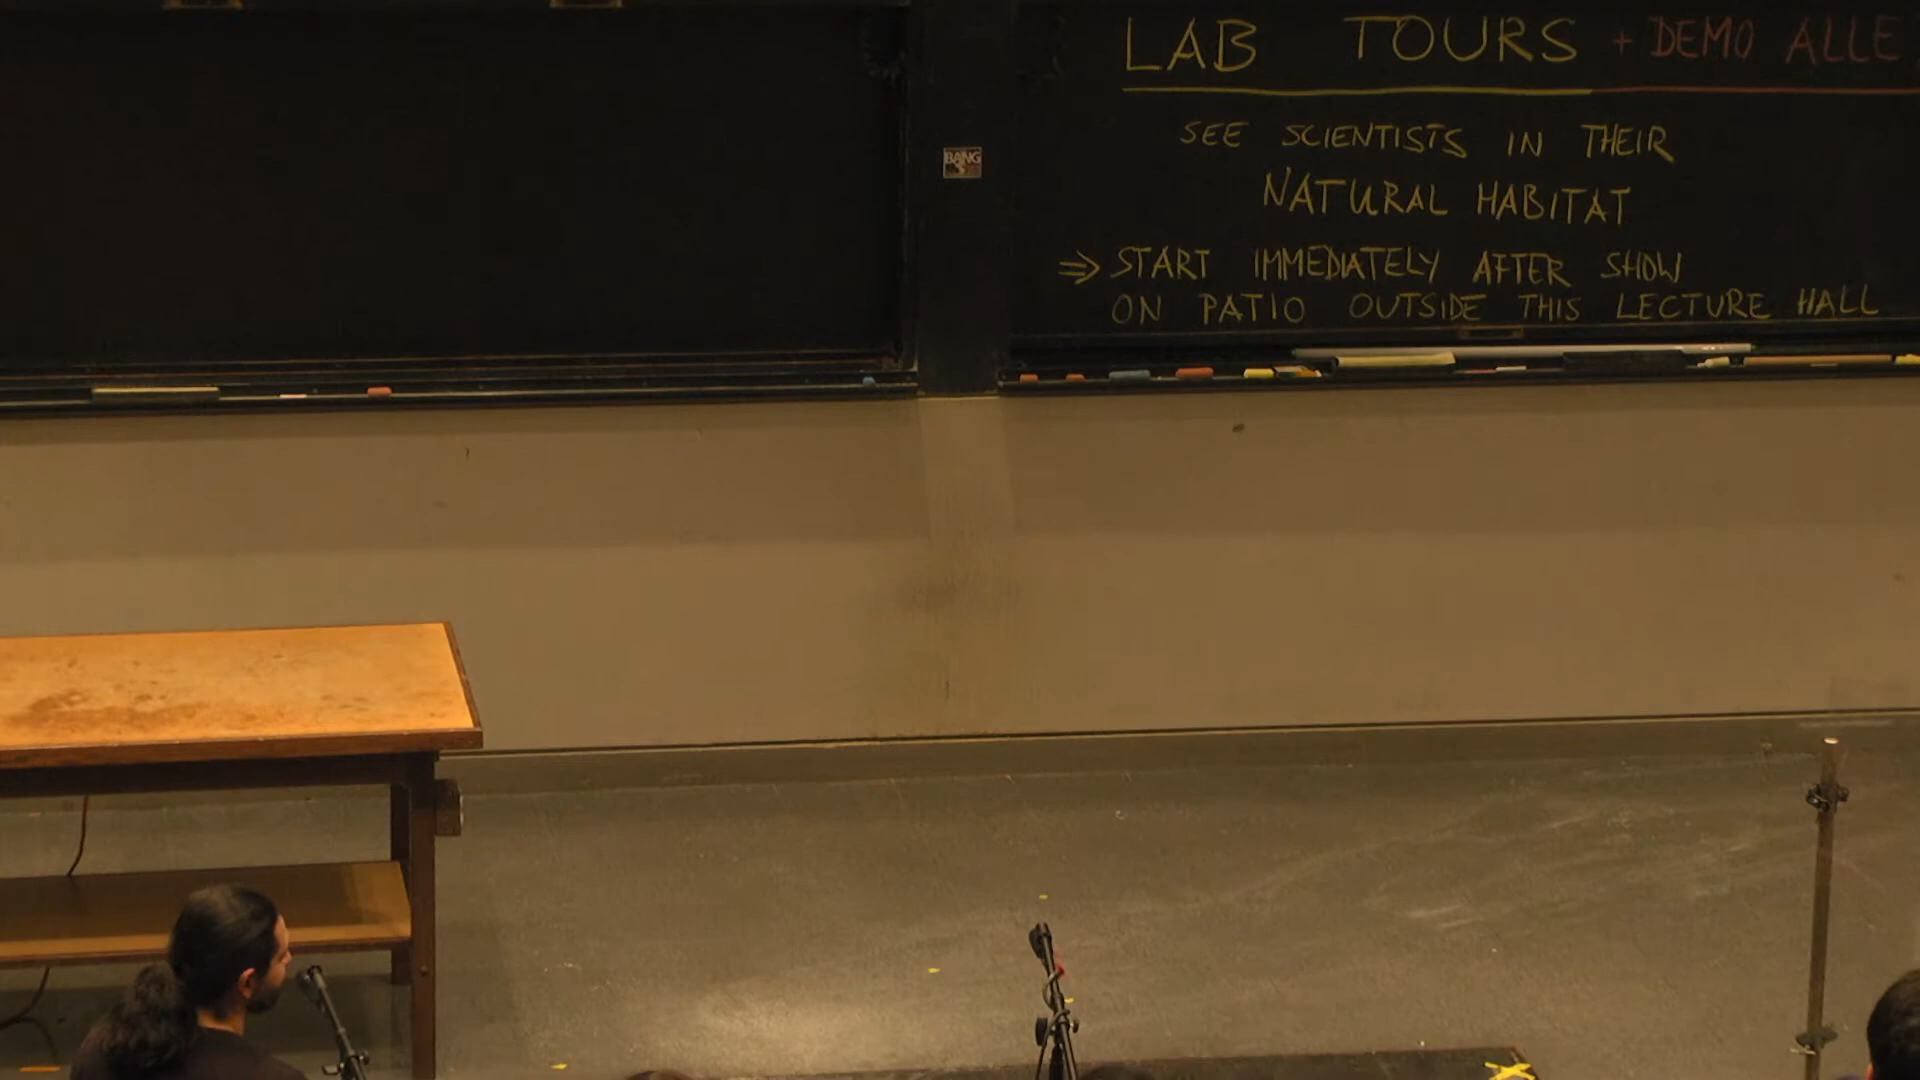 LAB TOURS + DEMO ALLE
SEE SCIENTISTS IN THEIR
NATURAL HABITAT
⇒ START IMMEDIATELY AFTER SHOW
ON PATIO OUTSIDE THIS LECTURE HALL
BANG